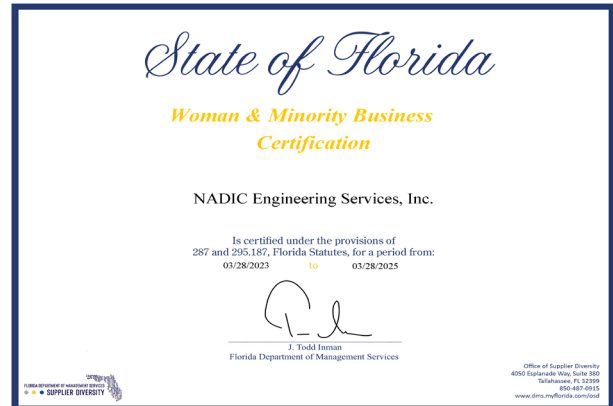 State of Florida
Woman & Minority Business
Certification
NADIC Engineering Services, Inc.
Is certified under the provisions of
287 and 295.187, Florida Statutes, for a period from:
03/28/2023 to 03/28/2025
J. Todd Inman
Florida Department of Management Services
FLORIDA DEPARTMENT OF MANAGEMENT SERVICES
SUPPLIER DIVERSITY
Office of Supplier Diversity
4050 Esplanade Way, Suite 380
Tallahassee, FL 32399
850-487-0915
www.dms.myflorida.com/osd